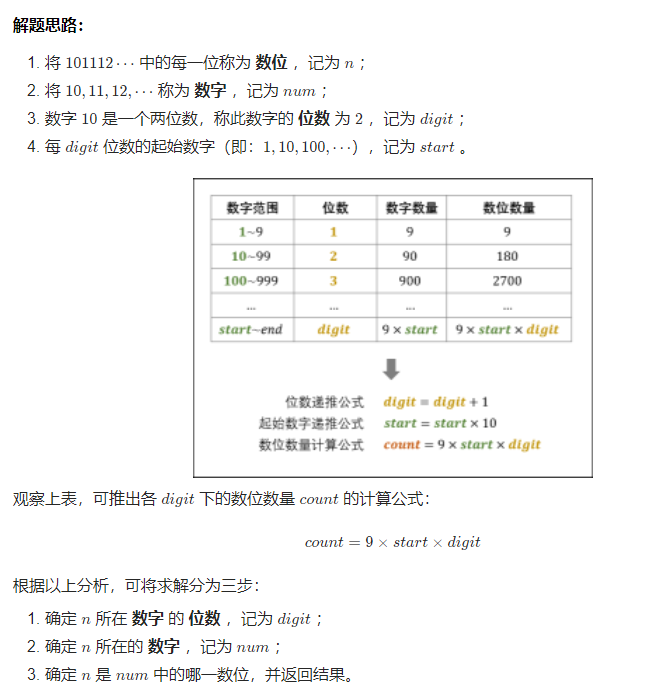 解题思路：
1. 将 101112⋯ 中的每一位称为 数位 ，记为 n ；
2. 将 10, 11, 12, ⋯ 称为 数字 ，记为 num ；
3. 数字 10 是一个两位数，称此数字的 位数 为 2 ，记为 digit ；
4. 每 digit 位数的起始数字（即：1, 10, 100, ⋯），记为 start 。
数字范围 位数 数字数量 数位数量
1~9 1 9 9
10~99 2 90 180
100~999 3 900 2700
... ... ... ...
start~end digit 9 × start 9 × start × digit
位数递推公式 digit = digit + 1
起始数字递推公式 start = start × 10
数位数量计算公式 count = 9 × start × digit
观察上表，可推出各 digit 下的数位数量 count 的计算公式：
count = 9 × start × digit
根据以上分析，可将求解分为三步：
1. 确定 n 所在 数字 的 位数 ，记为 digit ；
2. 确定 n 所在的 数字 ，记为 num ；
3. 确定 n 是 num 中的哪一数位，并返回结果。